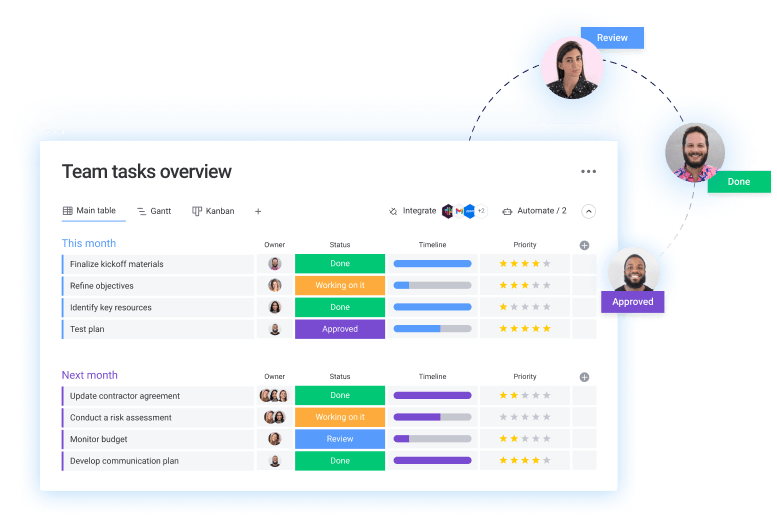 Review
Team tasks overview
Done
Main table Gantt Kanban + Integrate +2 Automate / 2
This month Owner Status Timeline Priority
Finalize kickoff materials Done
Refine objectives Working on it
Approved
Identify key resources Done
Test plan Approved
Next month Owner Status Timeline Priority
Update contractor agreement Done
Conduct a risk assessment Working on it
Monitor budget Review
Develop communication plan Done